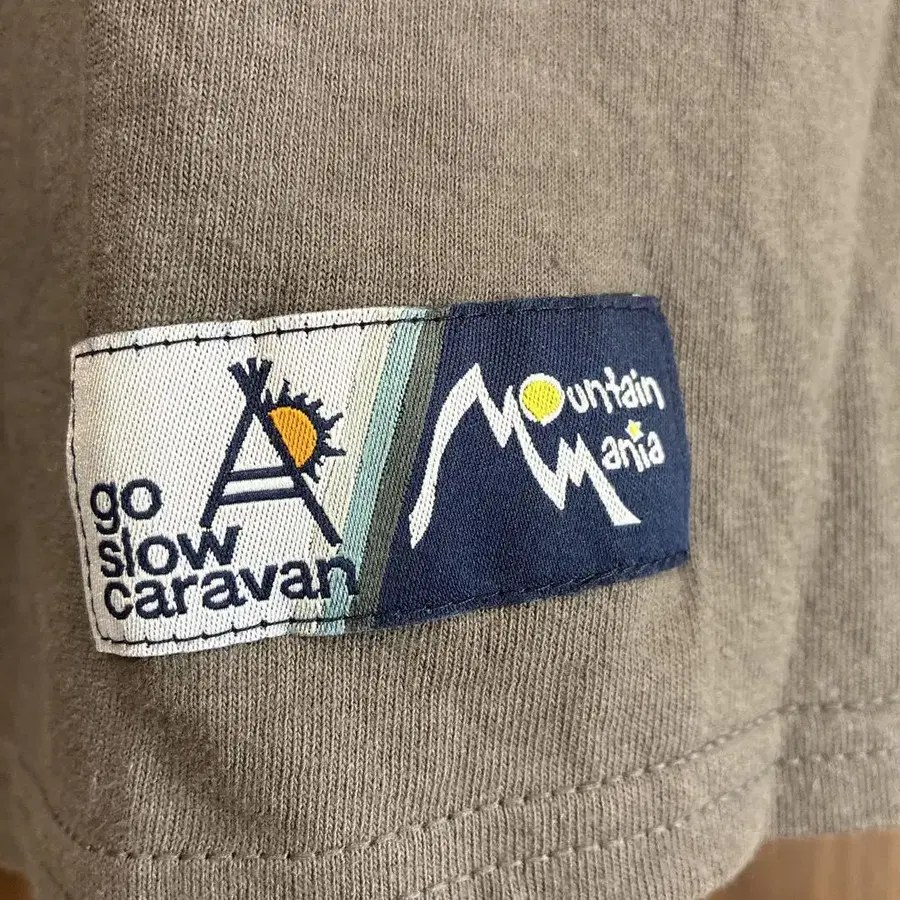 go
slow
caravan
Mountain
Mania